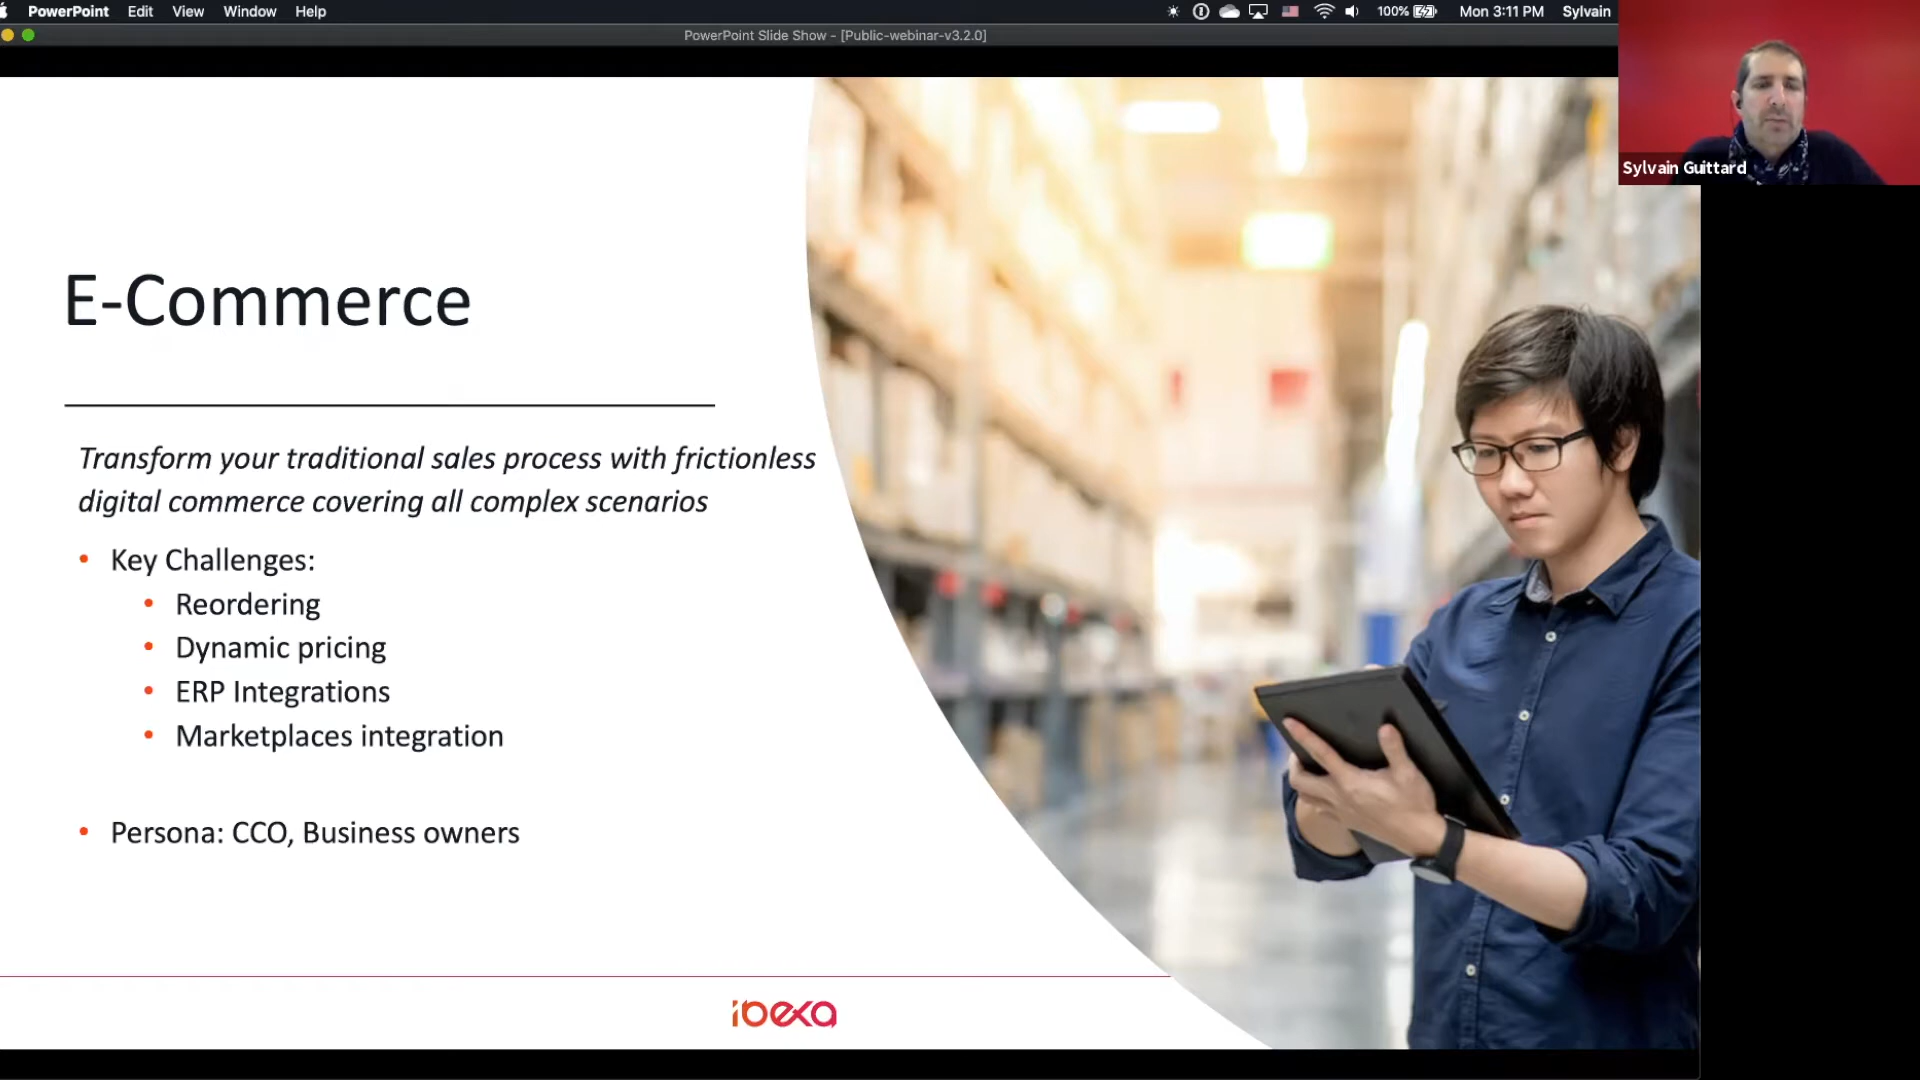 PowerPoint Edit View Window Help 100% Mon 3:11 PM Sylvain
PowerPoint Slide Show - [Public-webinar-v3.2.0]
Sylvain Guittard
E-Commerce
Transform your traditional sales process with frictionless
digital commerce covering all complex scenarios
• Key Challenges:
• Reordering
• Dynamic pricing
• ERP Integrations
• Marketplaces integration
• Persona: CCO, Business owners
ibexa